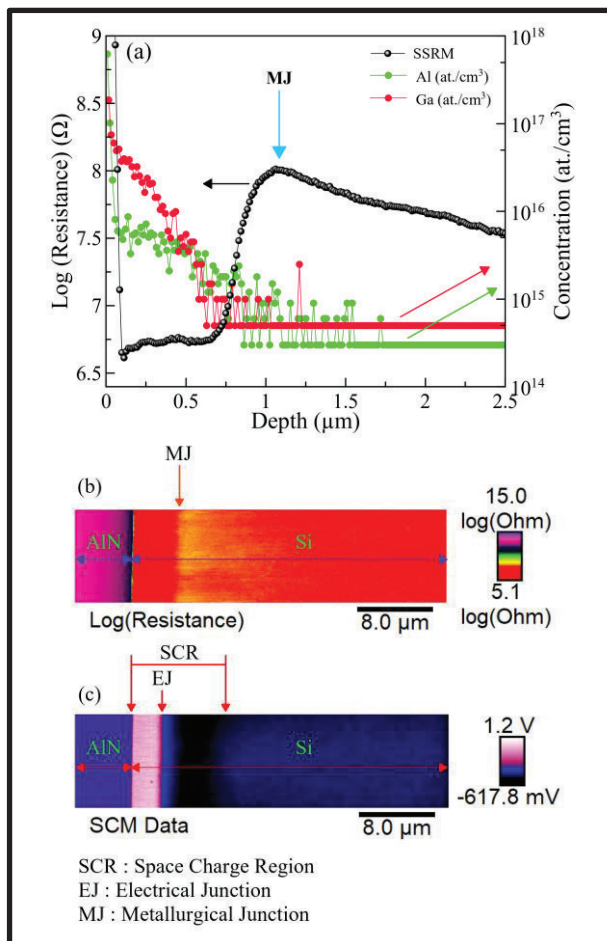 (a)
MJ
SSRM
Al (at./cm³)
Ga (at./cm³)
9
8.5
8
7.5
7
6.5
Log (Resistance) (Ω)
10¹⁸
10¹⁷
10¹⁶
10¹⁵
10¹⁴
Concentration (at./cm³)
0 0.5 1 1.5 2 2.5
Depth (µm)
MJ
(b)
AlN Si
15.0
log(Ohm)
5.1
log(Ohm)
Log(Resistance) 8.0 µm
SCR
EJ
(c)
AlN Si
1.2 V
-617.8 mV
SCM Data 8.0 µm
SCR : Space Charge Region
EJ : Electrical Junction
MJ : Metallurgical Junction